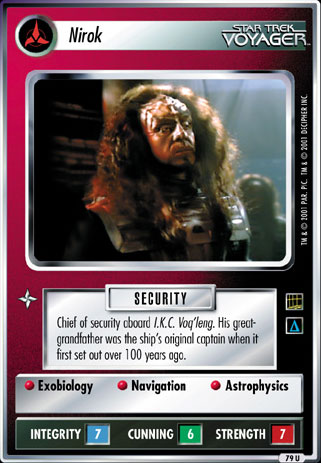 Nirok
STAR TREK
VOYAGER™
TM & © 2001 PAR. PIC. TM & © 2001 DECIPHER INC.
SECURITY
Chief of security aboard I.K.C. Voq'leng. His great-
grandfather was the ship's original captain when it
first set out over 100 years ago.
Exobiology Navigation Astrophysics
INTEGRITY 7 CUNNING 6 STRENGTH 7
79 U